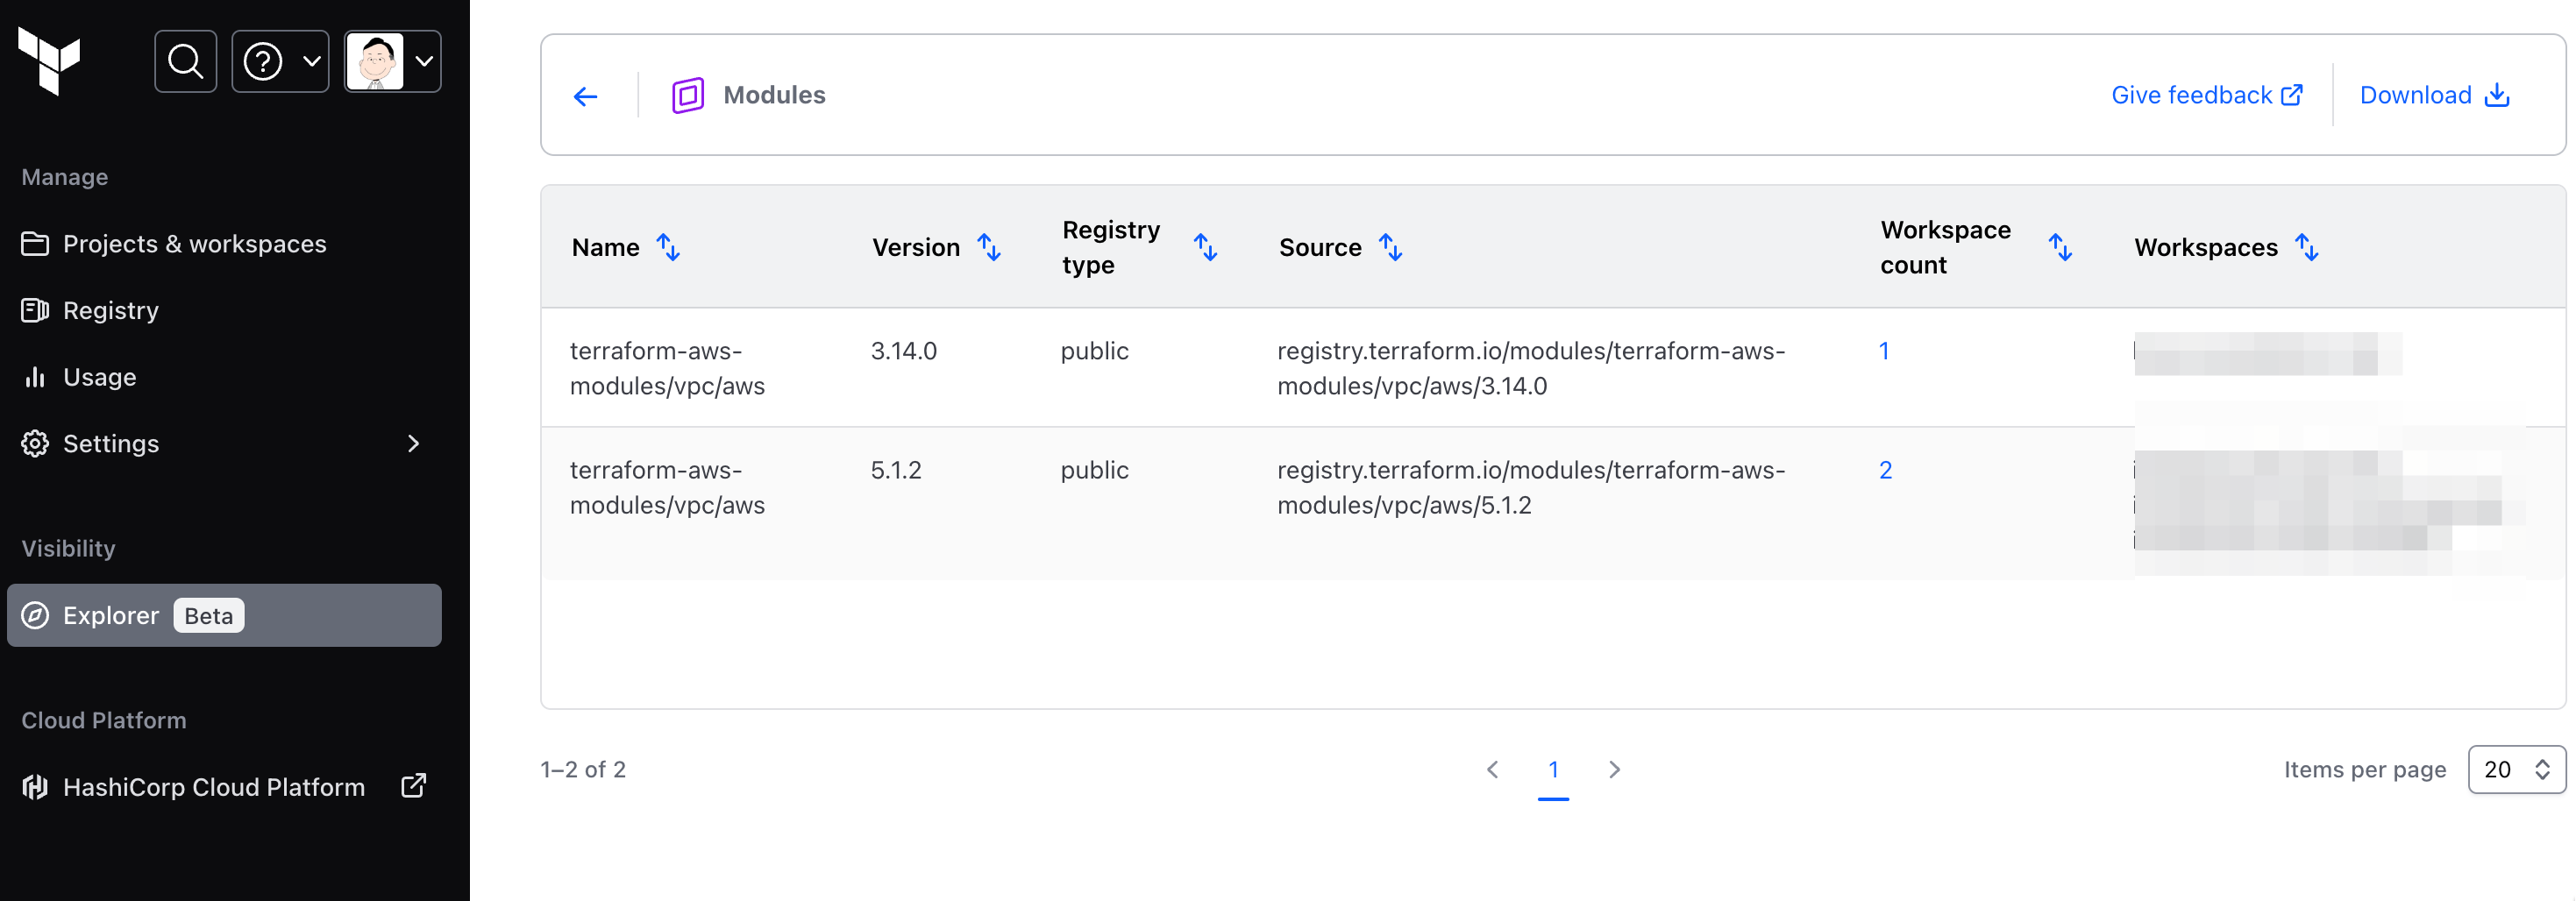 Manage
Projects & workspaces
Registry
Usage
Settings
Visibility
Explorer Beta
Cloud Platform
HashiCorp Cloud Platform
Modules
Give feedback
Download
Name
Version
Registry
type
Source
Workspace
count
Workspaces
terraform-aws-
modules/vpc/aws
3.14.0
public
registry.terraform.io/modules/terraform-aws-
modules/vpc/aws/3.14.0
1
terraform-aws-
modules/vpc/aws
5.1.2
public
registry.terraform.io/modules/terraform-aws-
modules/vpc/aws/5.1.2
2
1–2 of 2
1
Items per page
20